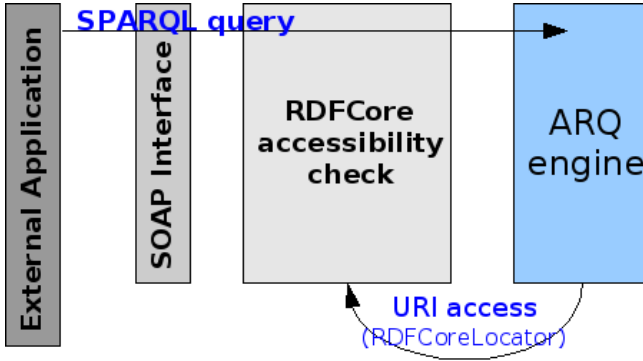 SPARQL query
External Application
SOAP Interface
RDFCore
accessibility
check
ARQ
engine
URI access
(RDFCoreLocator)